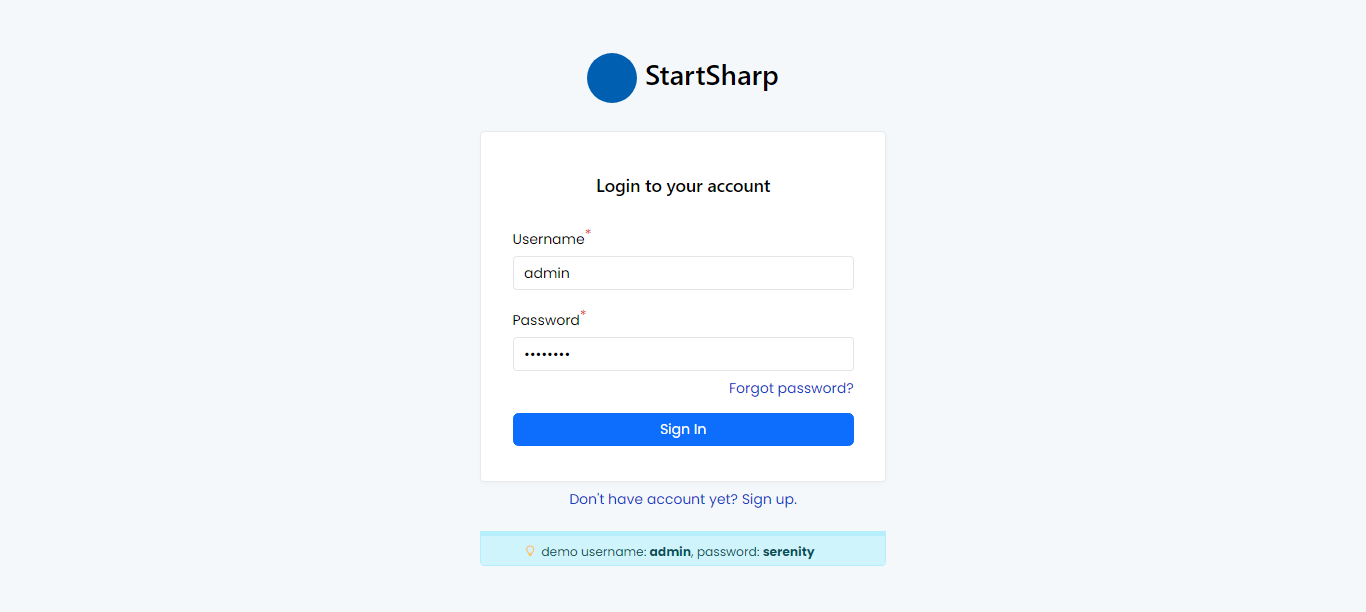 StartSharp
Login to your account
Username*
admin
Password*
••••••••
Forgot password?
Sign In
Don't have account yet? Sign up.
demo username: admin, password: serenity